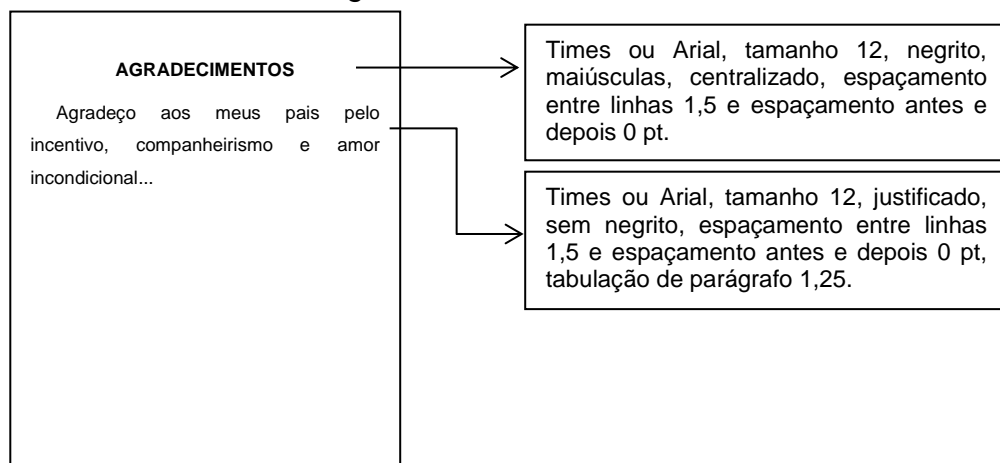 AGRADECIMENTOS
Agradeço aos meus pais pelo
incentivo, companheirismo e amor
incondicional...
Times ou Arial, tamanho 12, negrito,
maiúsculas, centralizado, espaçamento
entre linhas 1,5 e espaçamento antes e
depois 0 pt.
Times ou Arial, tamanho 12, justificado,
sem negrito, espaçamento entre linhas
1,5 e espaçamento antes e depois 0 pt,
tabulação de parágrafo 1,25.